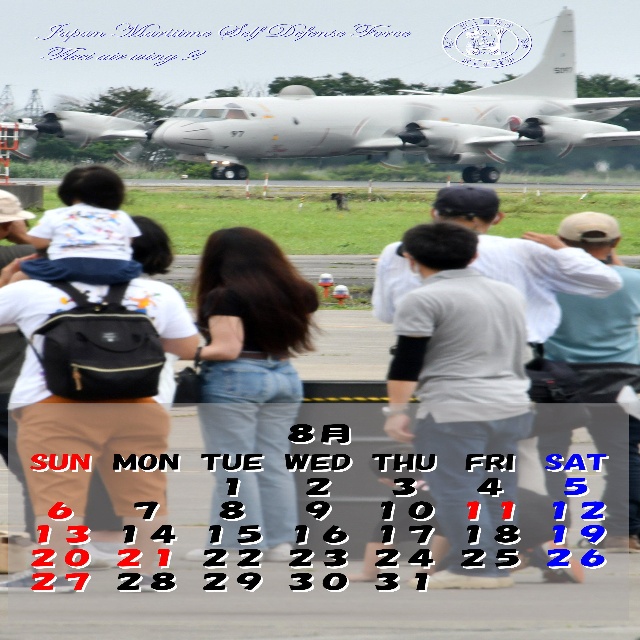 Japan Maritime Self Defense Force
Fleet air wing 4
97
8月
SUN MON TUE WED THU FRI SAT
1 2 3 4 5
6 7 8 9 10 11 12
13 14 15 16 17 18 19
20 21 22 23 24 25 26
27 28 29 30 31